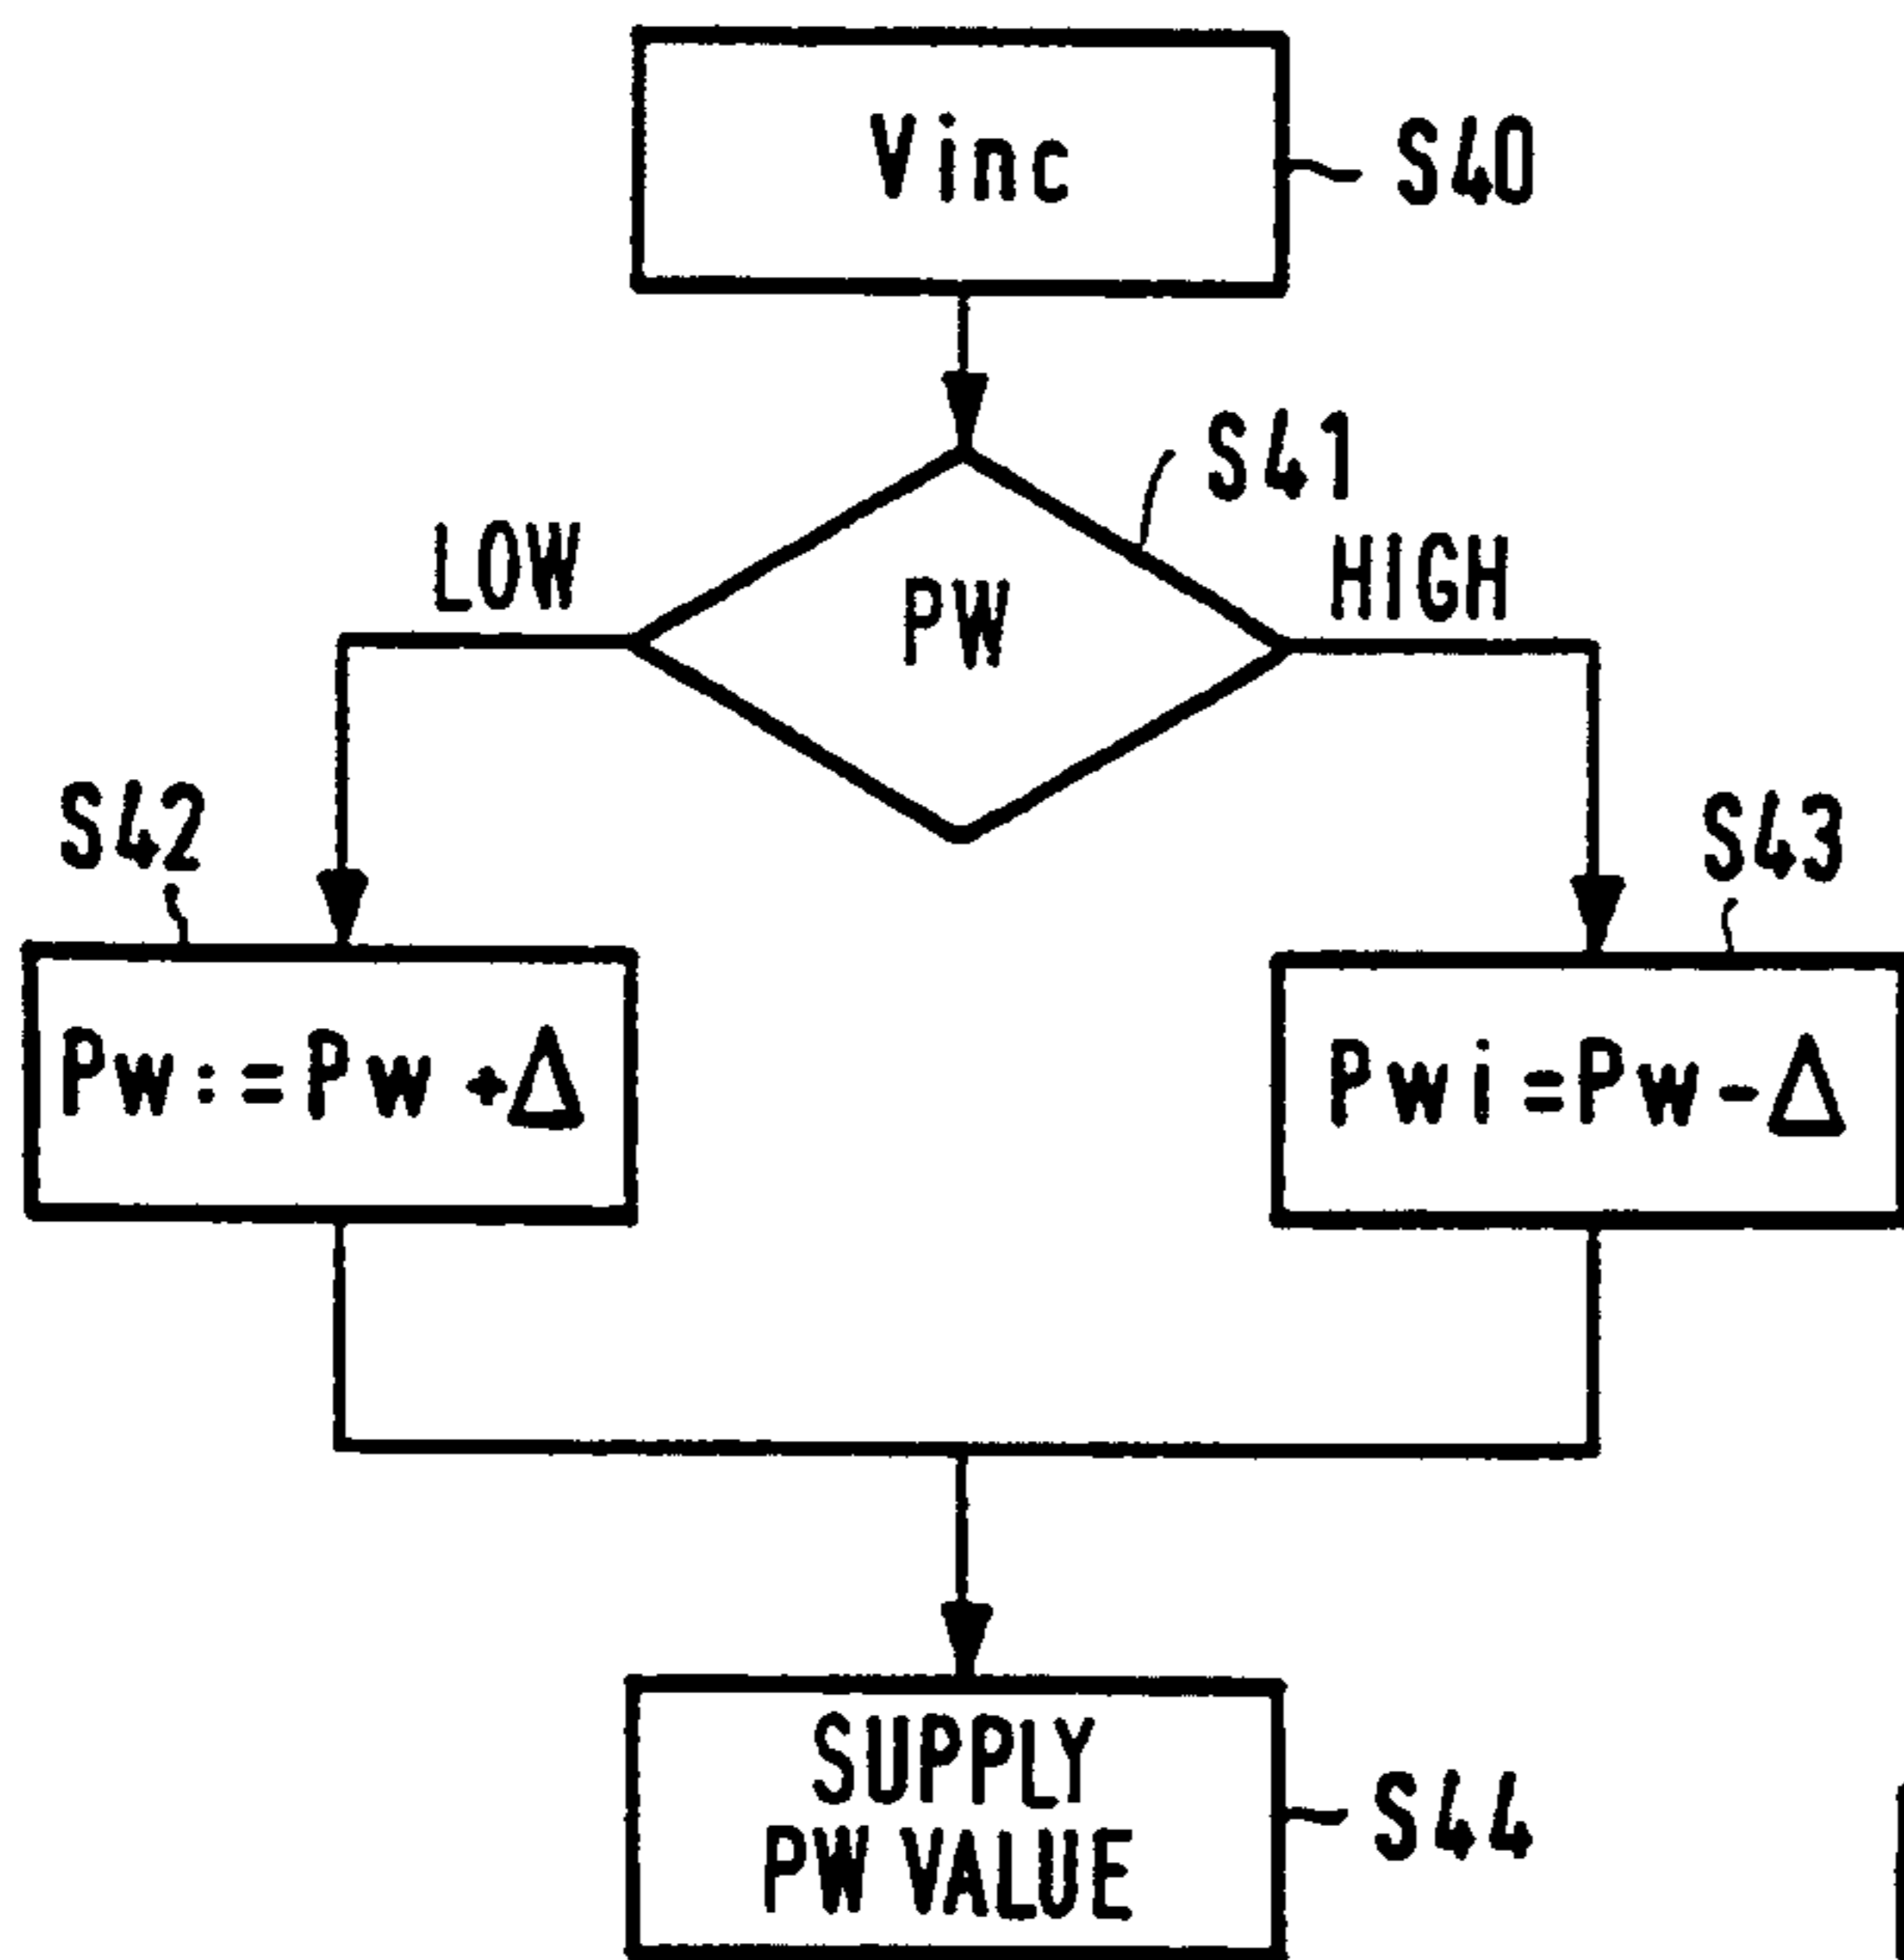 Vinc
S40
S41
LOW
HIGH
PW
S42
S43
Pw:=Pw+Δ
Pwi=Pw-Δ
SUPPLY
PW VALUE
S44